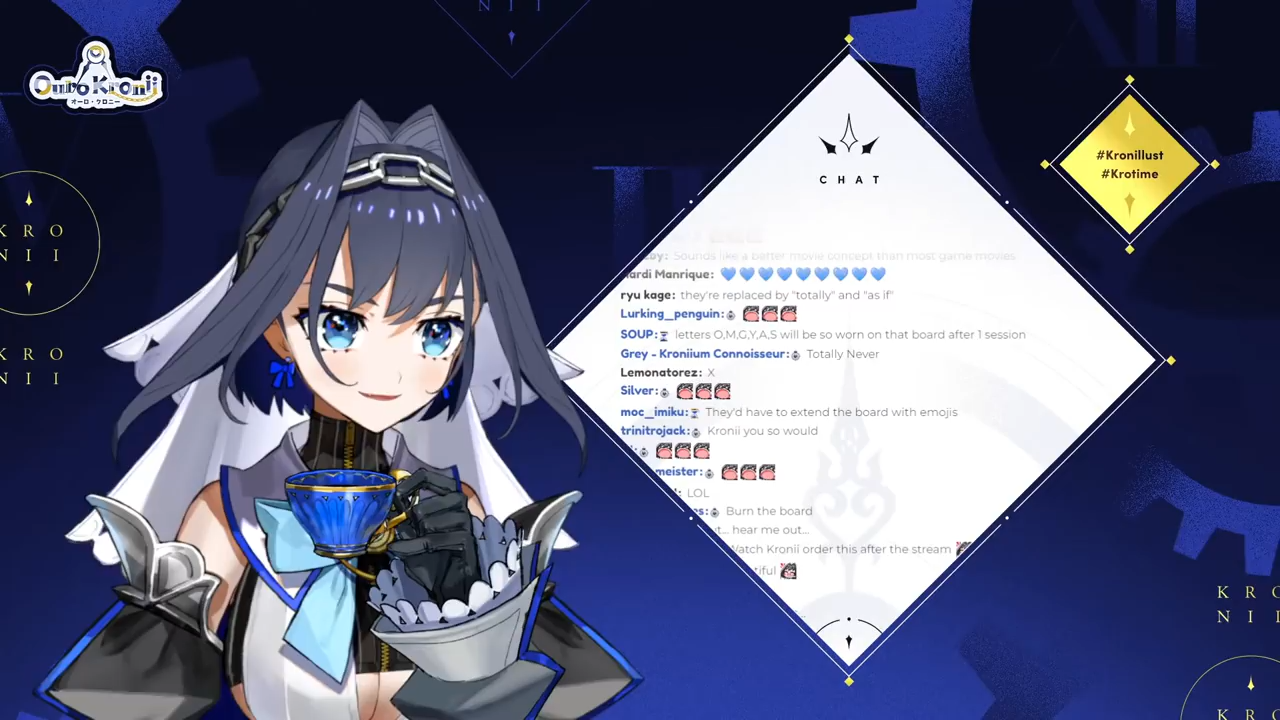 N I I
Ouro Kronii
オーロ・クロニー
K R O
N I I
K R O
N I I
C H A T
#Kronillust
#Krotime
Sounds like a better movie concept than most game movies
ardi Manrique: 💙💙💙💙💙💙💙💙💙
ryu kage: they're replaced by "totally" and "as if"
Lurking_penguin:
SOUP: letters O,M,G,Y,A,S will be so worn on that board after 1 session
Grey - Kroniium Connoisseur: Totally Never
Lemonatorez: X
Silver:
moc_imiku: They'd have to extend the board with emojis
trinitrojack: Kronii you so would
meister:
LOL
Burn the board
hear me out...
Watch Kronii order this after the stream
K R O
N I I
K R O